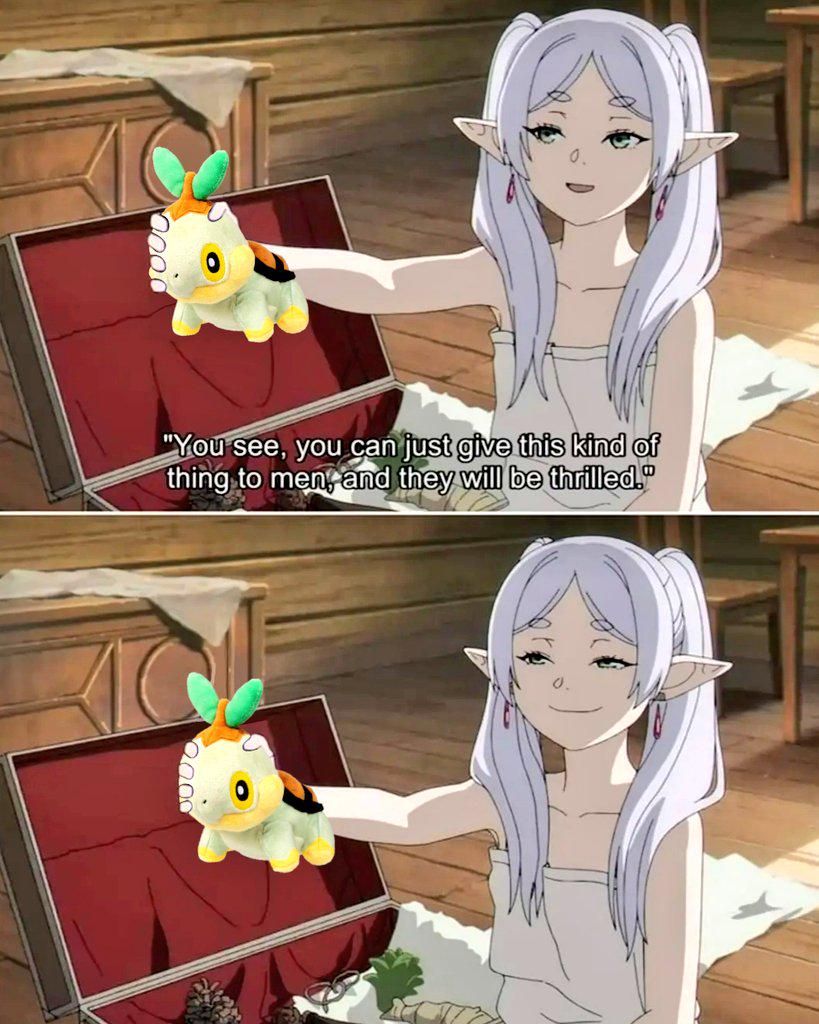 "You see, you can just give this kind of
thing to men, and they will be thrilled."